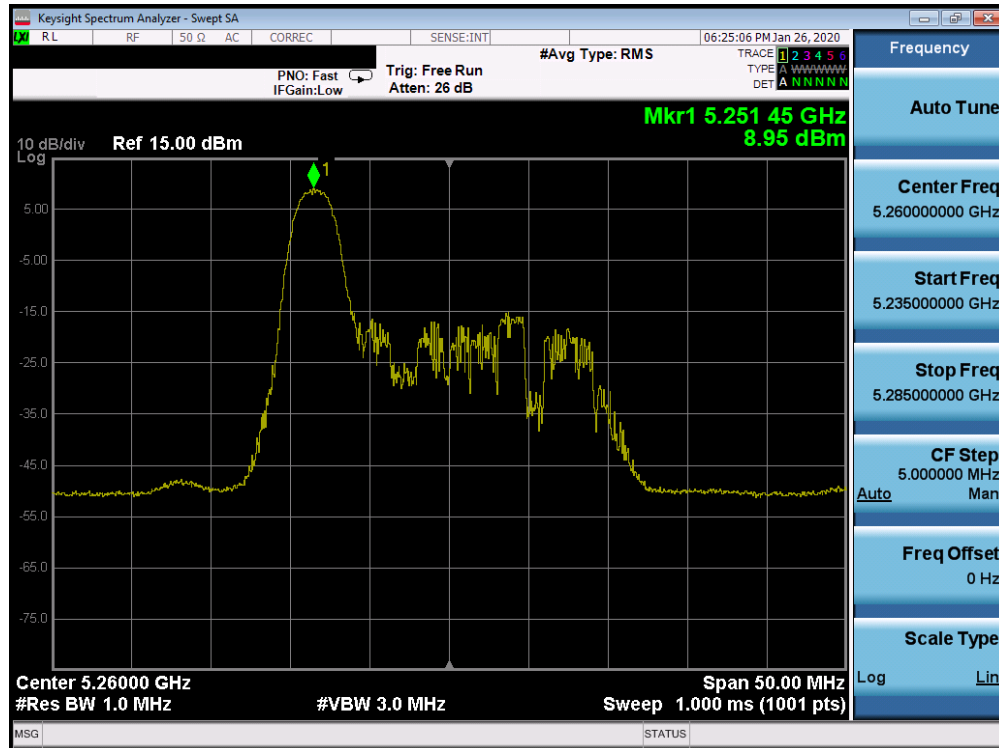 Keysight Spectrum Analyzer - Swept SA
LXI RL RF 50 Ω AC CORREC SENSE:INT 06:25:06 PM Jan 26, 2020
Frequency
#Avg Type: RMS
TRACE 1 2 3 4 5 6
PNO: Fast Trig: Free Run
TYPE A WWWWW
IFGain:Low Atten: 26 dB
DET A N N N N N
Auto Tune
Mkr1 5.251 45 GHz
8.95 dBm
10 dB/div Ref 15.00 dBm
Log
1
5.00
-5.00
-15.0
-25.0
-35.0
-45.0
-55.0
-65.0
-75.0
Center Freq
5.260000000 GHz
Start Freq
5.235000000 GHz
Stop Freq
5.285000000 GHz
CF Step
5.000000 MHz
Auto Man
Freq Offset
0 Hz
Scale Type
Log Lin
Center 5.26000 GHz Span 50.00 MHz
#Res BW 1.0 MHz #VBW 3.0 MHz Sweep 1.000 ms (1001 pts)
MSG STATUS